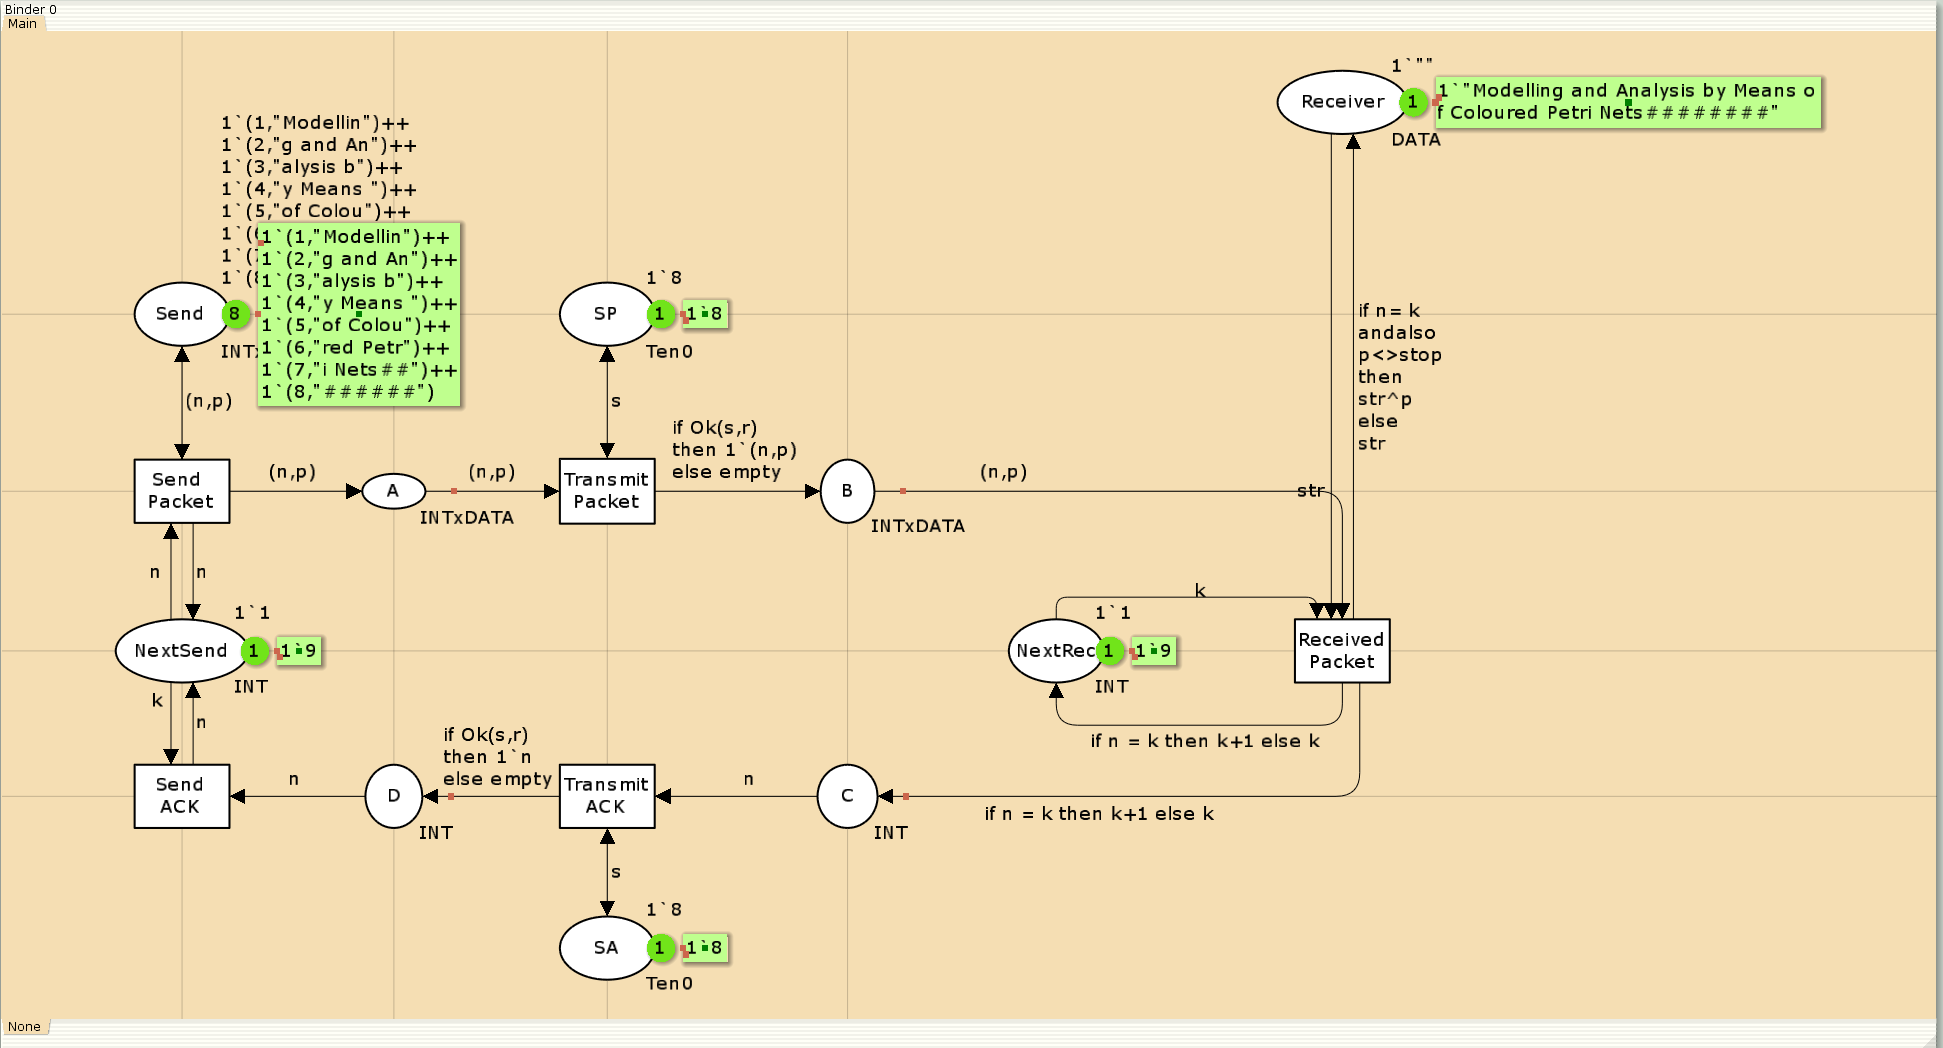 Binder 0
Main
1`""
Receiver
1
1`"Modelling and Analysis by Means o
f Coloured Petri Nets########"
DATA
1`(1,"Modellin")++
1`(2,"g and An")++
1`(3,"alysis b")++
1`(4,"y Means ")++
1`(5,"of Colou")++
1`(6
1`(7
1`(8
1`(1,"Modellin")++
1`(2,"g and An")++
1`(3,"alysis b")++
1`(4,"y Means ")++
1`(5,"of Colou")++
1`(6,"red Petr")++
1`(7,"i Nets##")++
1`(8,"######")
Send
8
INTx
(n,p)
1`8
SP
1
1`8
Ten0
s
if n= k
andalso
p<>stop
then
str^p
else
str
Send
Packet
(n,p)
A
INTxDATA
(n,p)
Transmit
Packet
if Ok(s,r)
then 1`(n,p)
else empty
B
INTxDATA
(n,p)
str
n
n
1`1
NextSend
1
1`9
INT
k
n
k
1`1
NextRec
1
1`9
INT
Received
Packet
if n = k then k+1 else k
Send
ACK
n
D
INT
if Ok(s,r)
then 1`n
else empty
Transmit
ACK
n
C
INT
if n = k then k+1 else k
s
1`8
SA
1
1`8
Ten0
None